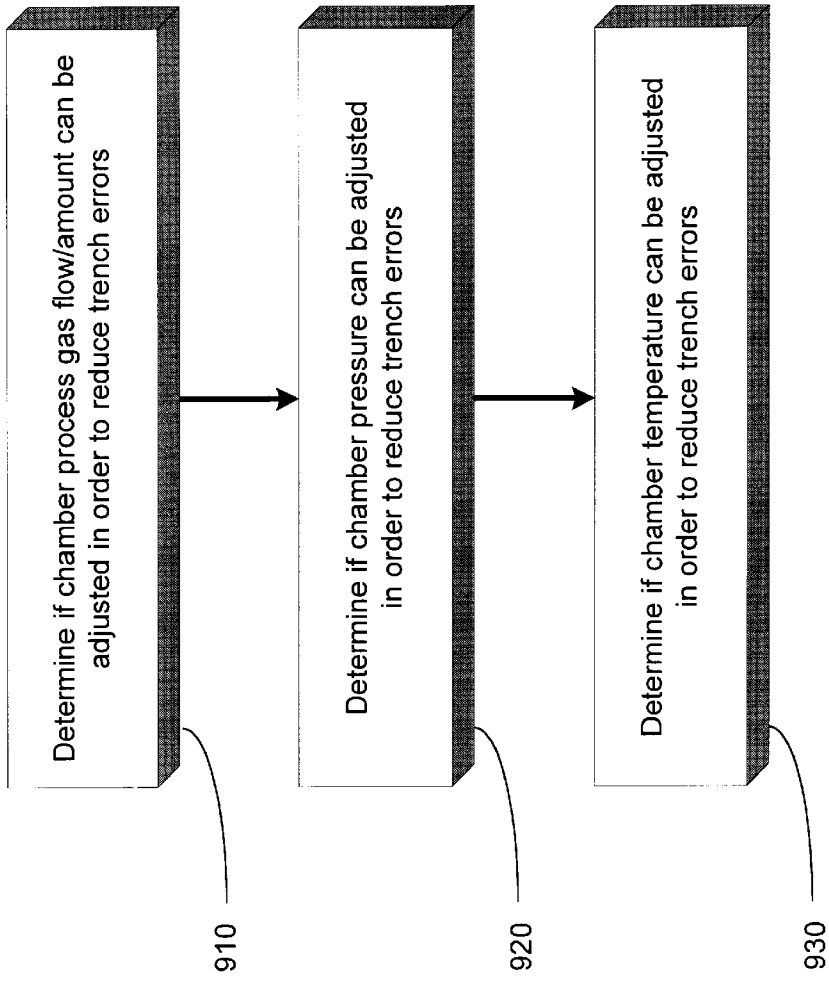 Determine if chamber process gas flow/amount can be
adjusted in order to reduce trench errors
910
Determine if chamber pressure can be adjusted
in order to reduce trench errors
920
Determine if chamber temperature can be adjusted
in order to reduce trench errors
930